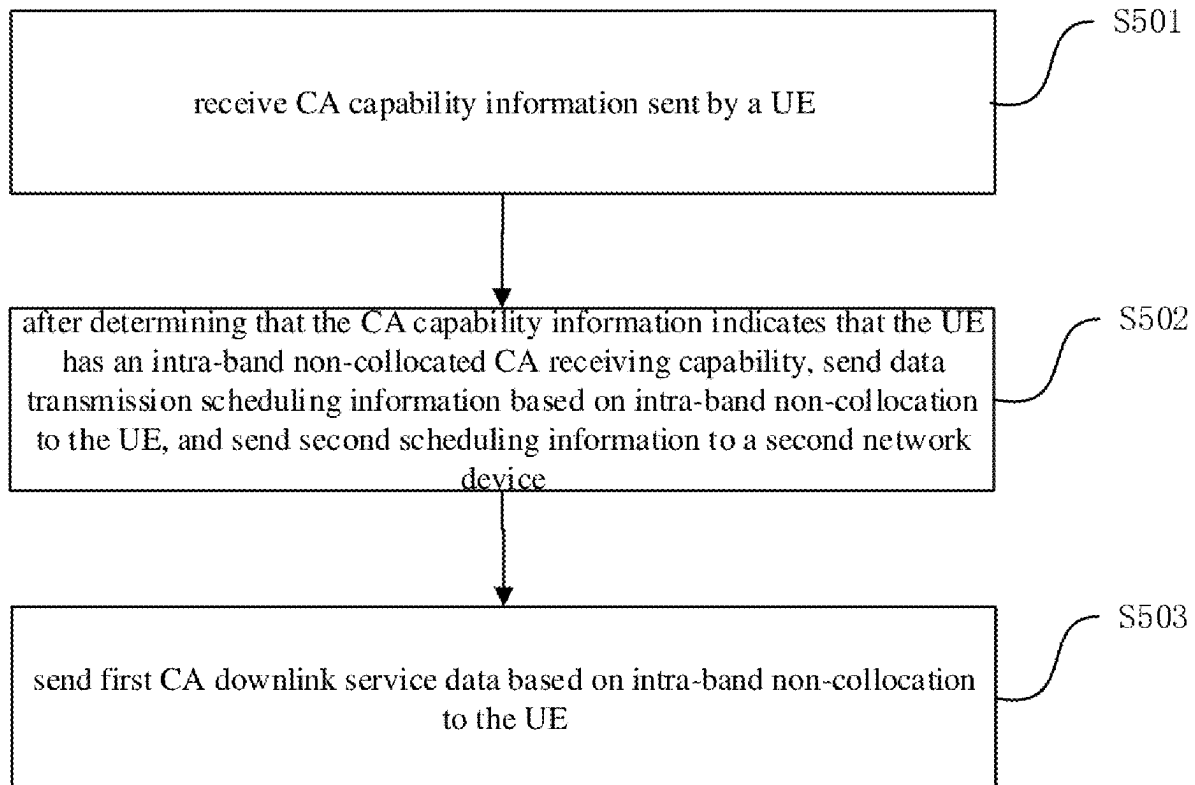 S501
receive CA capability information sent by a UE
S502
after determining that the CA capability information indicates that the UE
has an intra-band non-collocated CA receiving capability, send data
transmission scheduling information based on intra-band non-collocation
to the UE, and send second scheduling information to a second network
device
S503
send first CA downlink service data based on intra-band non-collocation
to the UE